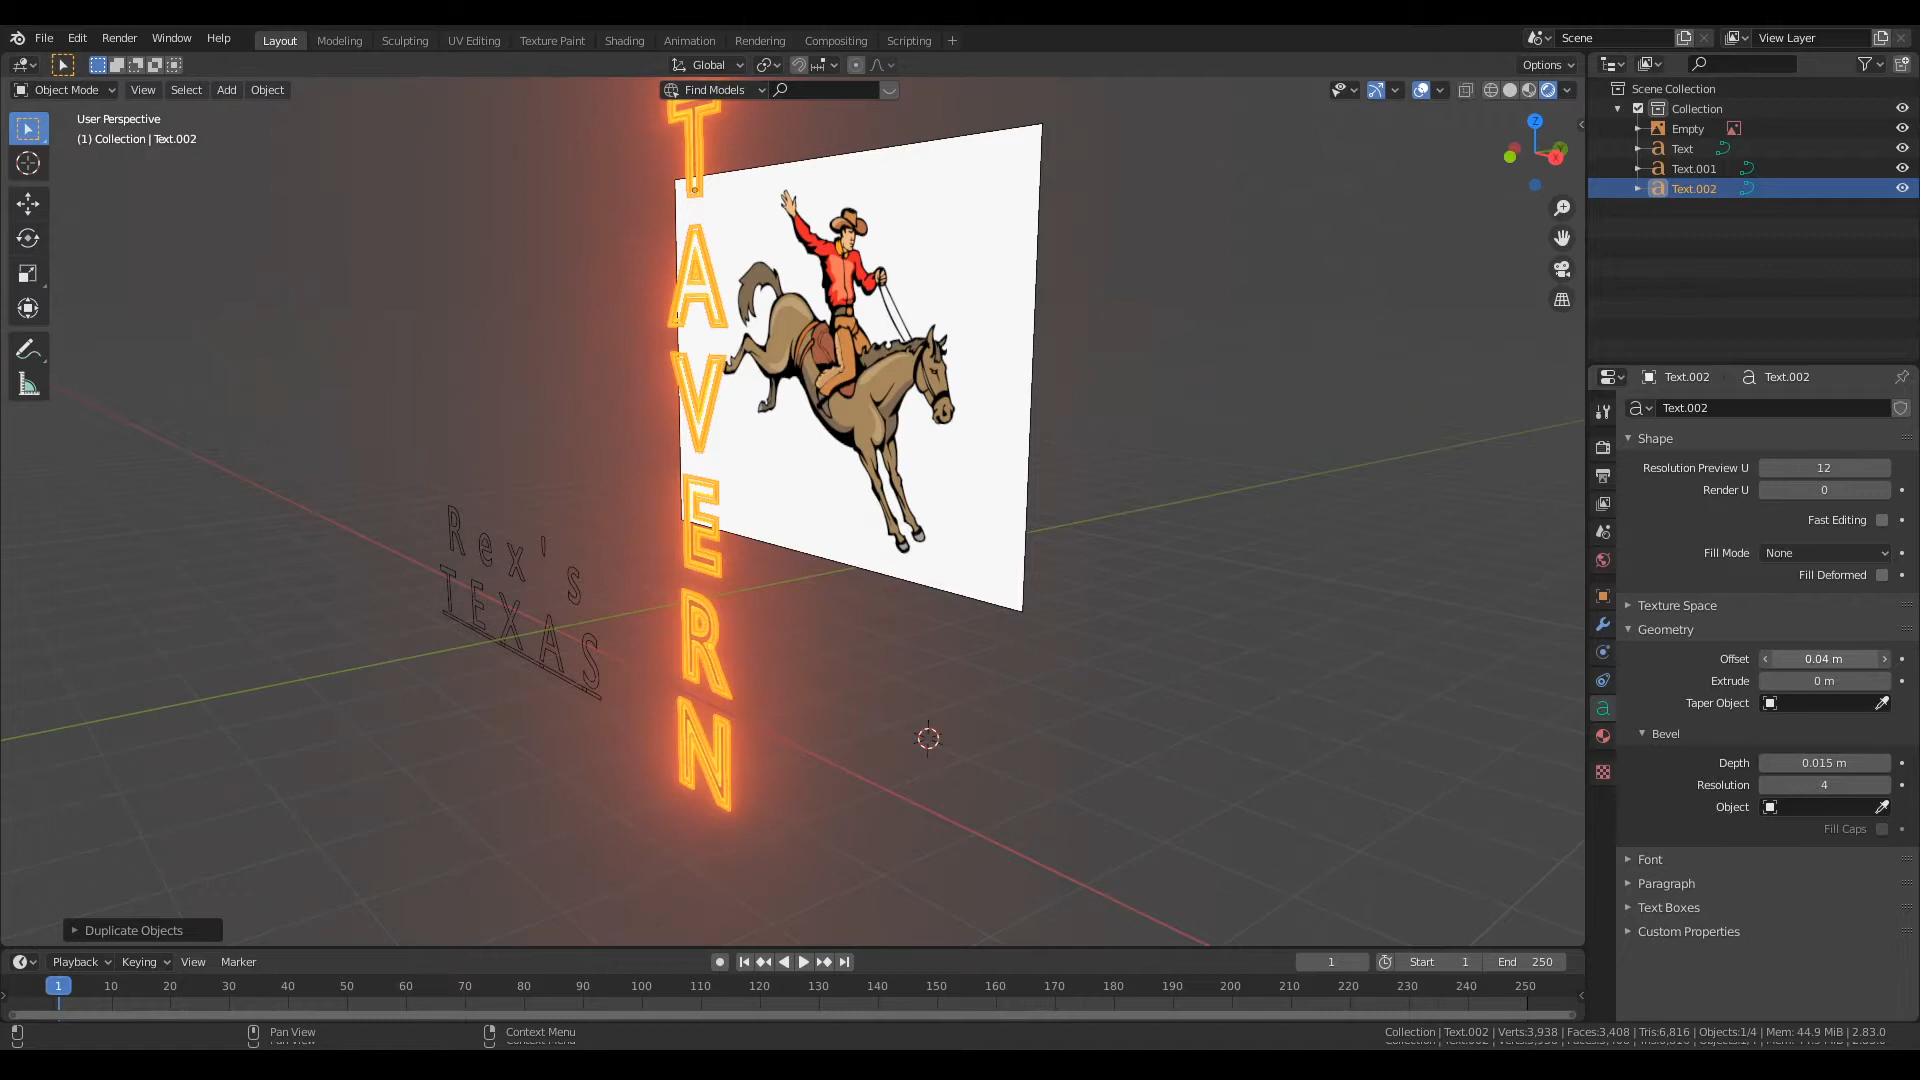 File Edit Render Window Help Layout Modeling Sculpting UV Editing Texture Paint Shading Animation Rendering Compositing Scripting + Scene View Layer
Global Options
Object Mode View Select Add Object Find Models
User Perspective
(1) Collection | Text.002
Scene Collection
Collection
Empty
Text
Text.001
Text.002
Z
X
T
A
V
E
R
N
Rex's
TEXAS
Text.002 Text.002
Text.002
Shape
Resolution Preview U 12
Render U 0
Fast Editing
Fill Mode None
Fill Deformed
Texture Space
Geometry
Offset 0.04 m
Extrude 0 m
Taper Object
Bevel
Depth 0.015 m
Resolution 4
Object
Fill Caps
Font
Paragraph
Text Boxes
Custom Properties
Duplicate Objects
Playback Keying View Marker 1 Start 1 End 250
1 10 20 30 40 50 60 70 80 90 100 110 120 130 140 150 160 170 180 190 200 210 220 230 240 250
Pan View Context Menu Collection | Text.002 | Verts:3,938 | Faces:3,408 | Tris:6,816 | Objects:1/4 | Mem: 44.9 MiB | 2.83.0